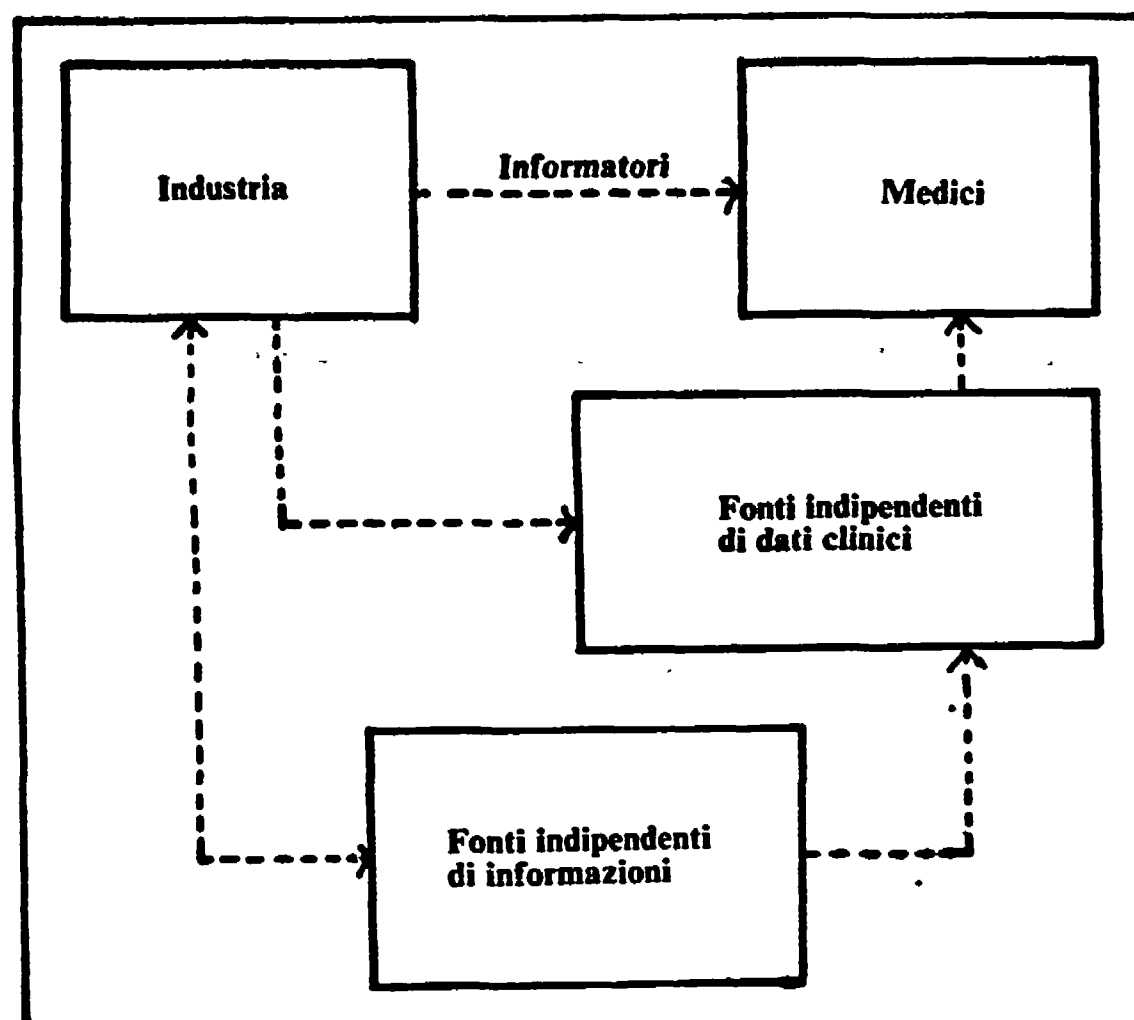 Industria
Informatori
Medici
Fonti indipendenti
di dati clinici
Fonti indipendenti
di informazioni